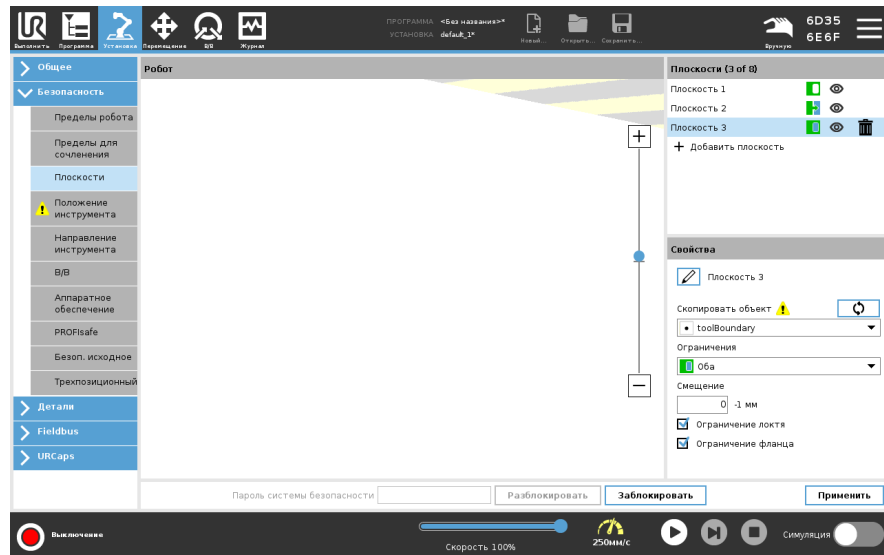 UR
ПРОГРАММА <Без названия>*
УСТАНОВКА default_1*
Выполнить Программа Установка Перемещение В/В Журнал
Новый... Открыть... Сохранить...
Вручную
6D35
6E6F
Общее
Безопасность
Пределы робота
Пределы для
сочленения
Плоскости
Положение
инструмента
Направление
инструмента
В/В
Аппаратное
обеспечение
PROFIsafe
Безоп. исходное
Трехпозиционный
Детали
Fieldbus
URCaps
Робот
Плоскости (3 of 8)
Плоскость 1
Плоскость 2
Плоскость 3
Добавить плоскость
Свойства
Плоскость 3
Скопировать объект
toolBoundary
Ограничения
Оба
Смещение
0 -1 мм
Ограничение локтя
Ограничение фланца
Пароль системы безопасности
Разблокировать
Заблокировать
Применить
Выключение
Скорость 100%
250мм/с
Симуляция